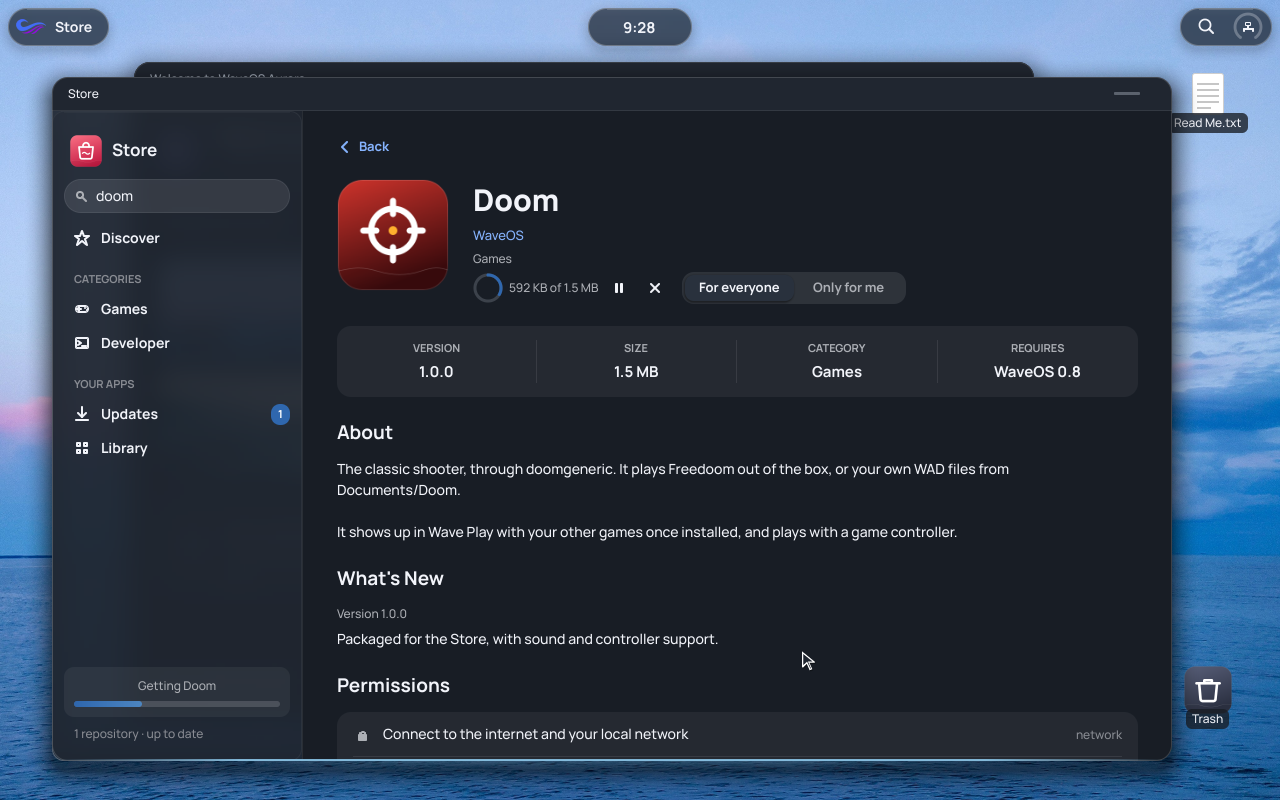 Store
9:28
Welcome to WaveOS Aurora
Store
Read Me.txt
Store
doom
Discover
CATEGORIES
Games
Developer
YOUR APPS
Updates
1
Library
Getting Doom
1 repository · up to date
Back
Doom
WaveOS
Games
592 KB of 1.5 MB
For everyone
Only for me
VERSION
1.0.0
SIZE
1.5 MB
CATEGORY
Games
REQUIRES
WaveOS 0.8
About
The classic shooter, through doomgeneric. It plays Freedoom out of the box, or your own WAD files from
Documents/Doom.
It shows up in Wave Play with your other games once installed, and plays with a game controller.
What's New
Version 1.0.0
Packaged for the Store, with sound and controller support.
Permissions
Connect to the internet and your local network
network
Trash